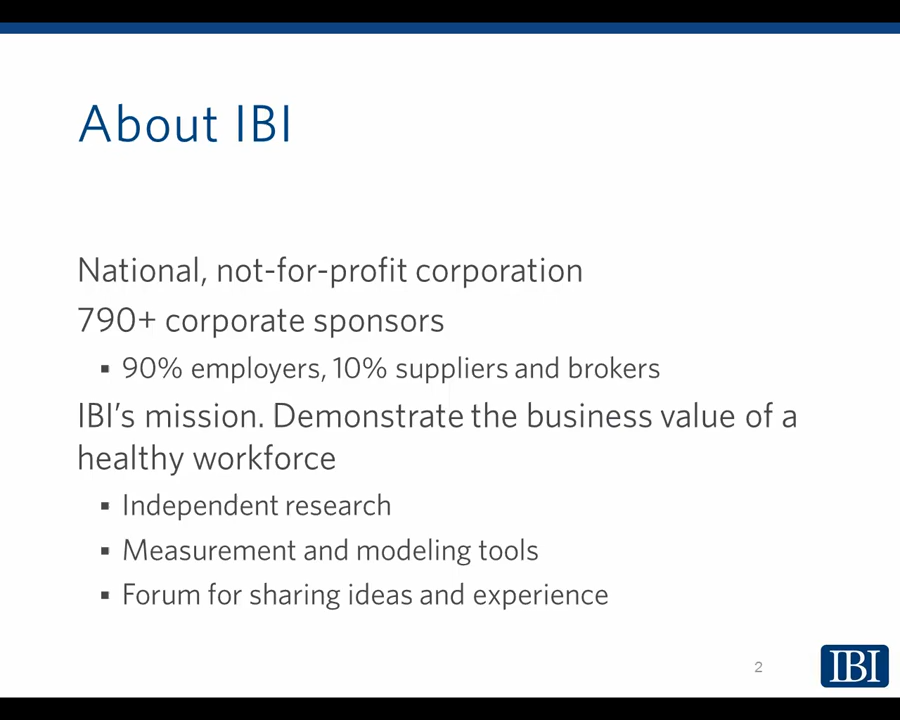 About IBI
National, not-for-profit corporation
790+ corporate sponsors
▪ 90% employers, 10% suppliers and brokers
IBI’s mission. Demonstrate the business value of a
healthy workforce
▪ Independent research
▪ Measurement and modeling tools
▪ Forum for sharing ideas and experience
2
IBI